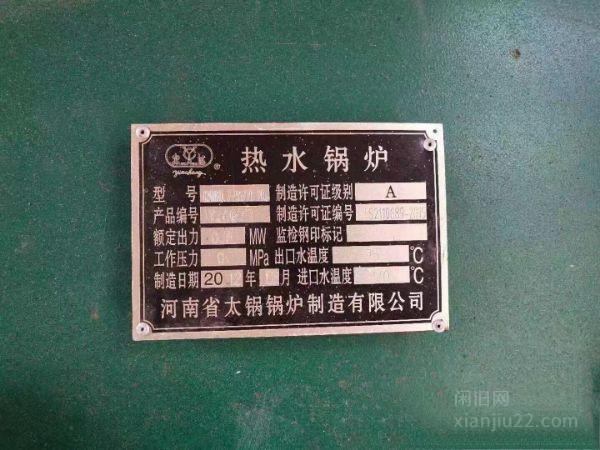 yuncheng ®
热水锅炉
型号 制造许可证级别 A
产品编号 制造许可证编号
额定出力 MW 监检钢印标记
工作压力 MPa 出口水温度 ℃
制造日期 20 年 月 进口水温度 ℃
河南省太锅锅炉制造有限公司
闲旧网
xianjiu22.com